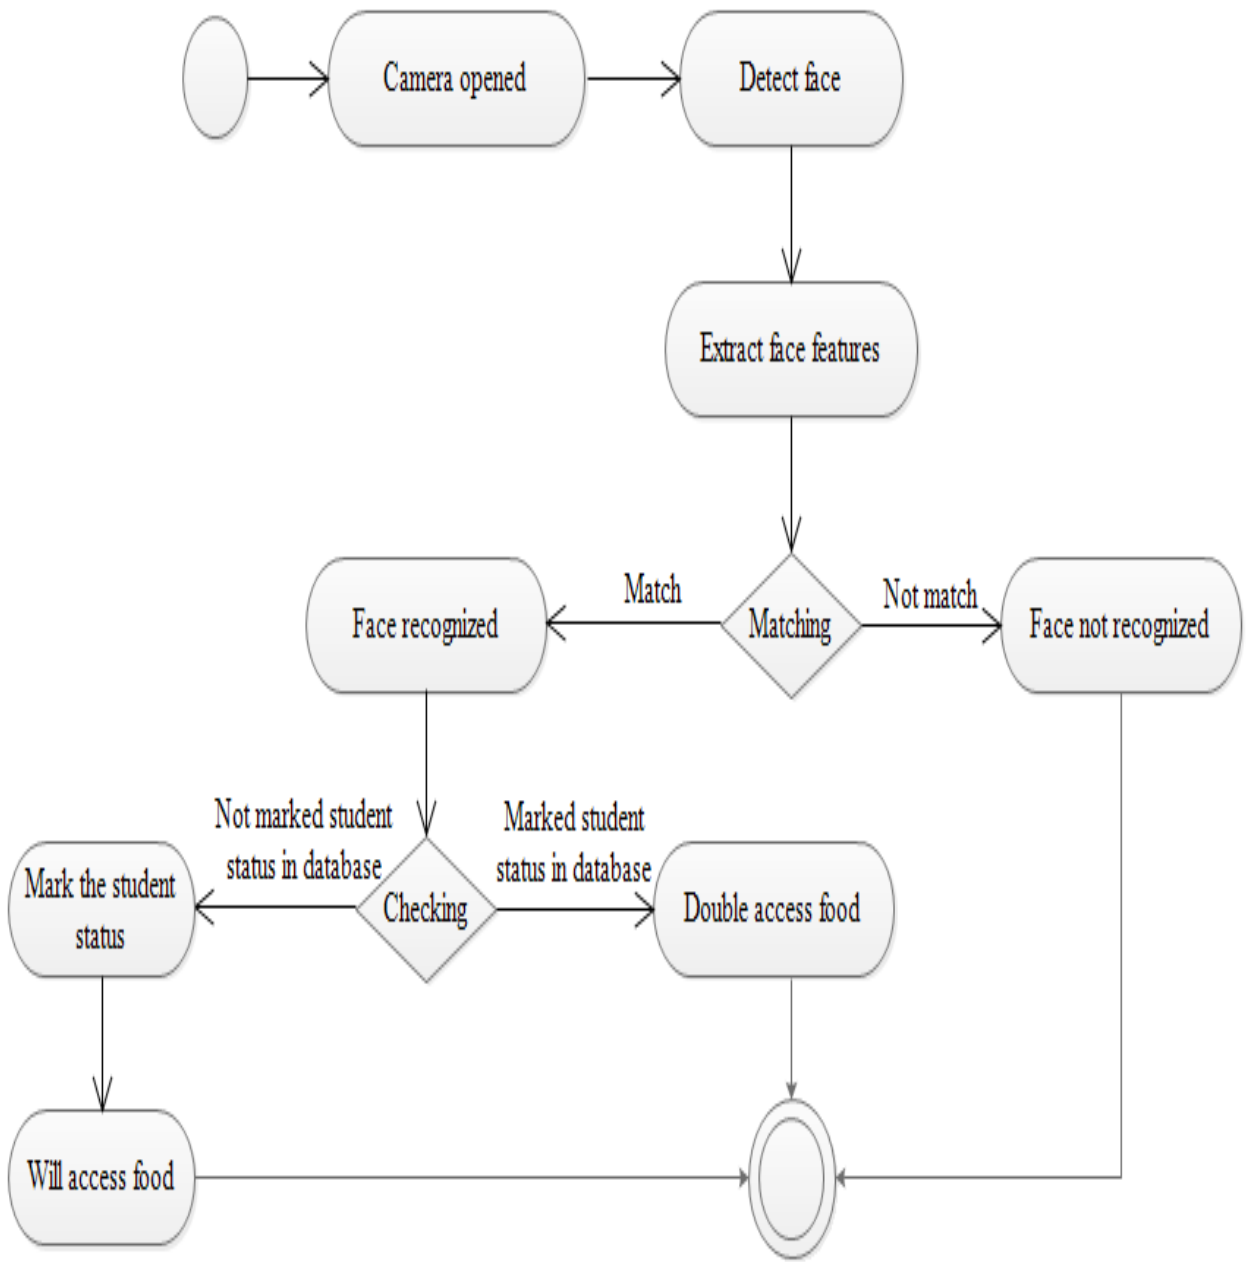 Camera opened
Detect face
Extract face features
Match
Not match
Face recognized
Matching
Face not recognized
Not marked student
status in database
Marked student
status in database
Mark the student
status
Checking
Double access food
Will access food